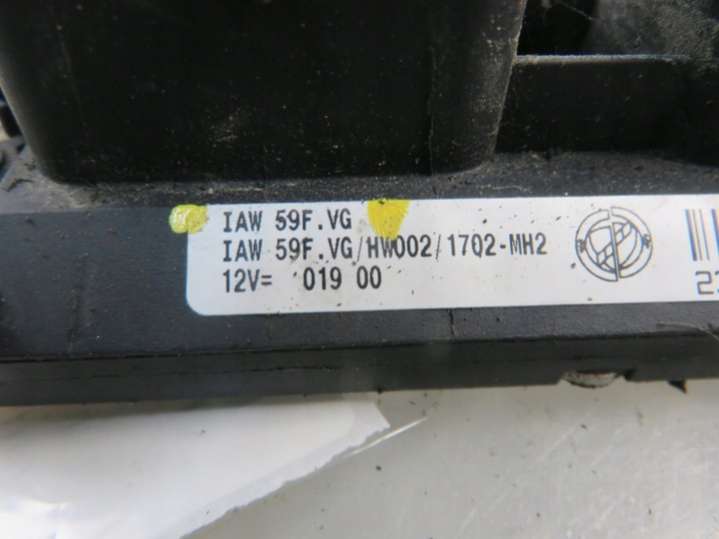 IAW 59F.VG
IAW 59F.VG/HW002/1702-MH2
12V= 019 00